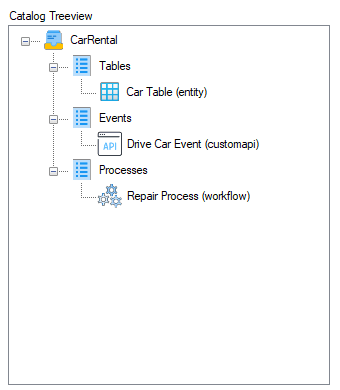 Catalog Treeview
CarRental
Tables
Car Table (entity)
Events
API
Drive Car Event (customapi)
Processes
Repair Process (workflow)